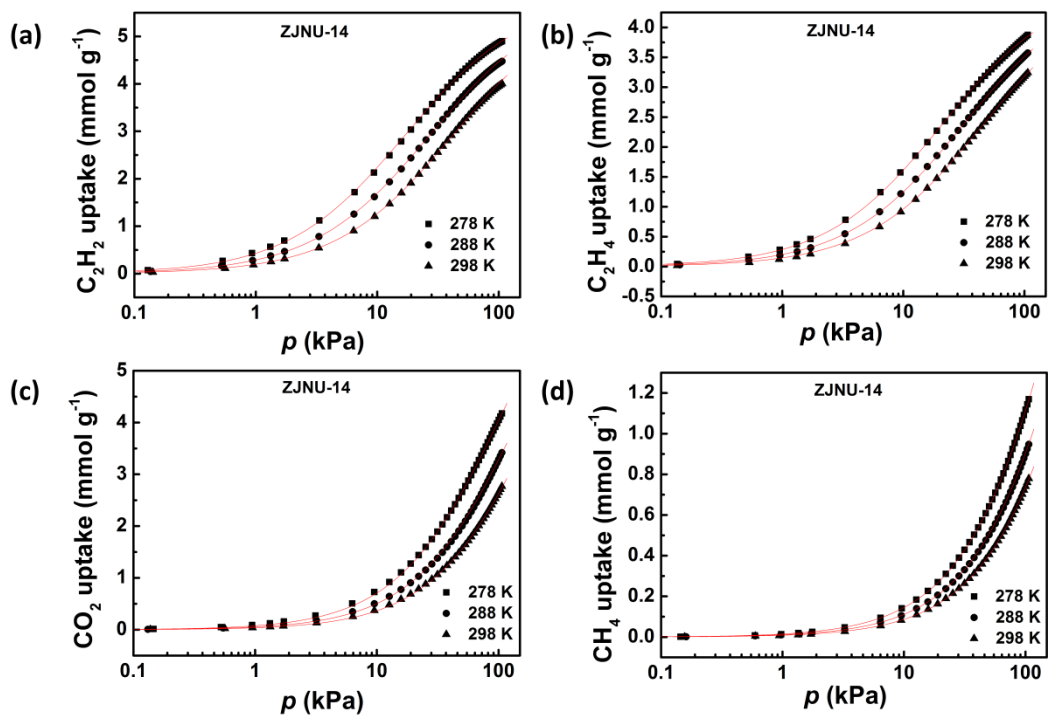 (a)
ZJNU-14
C₂H₂ uptake (mmol g⁻¹)
5
4
3
2
1
0
278 K
288 K
298 K
0.1
1
10
100
p (kPa)
(b)
ZJNU-14
C₂H₄ uptake (mmol g⁻¹)
4.0
3.5
3.0
2.5
2.0
1.5
1.0
0.5
0.0
-0.5
278 K
288 K
298 K
0.1
1
10
100
p (kPa)
(c)
ZJNU-14
CO₂ uptake (mmol g⁻¹)
5
4
3
2
1
0
278 K
288 K
298 K
0.1
1
10
100
p (kPa)
(d)
ZJNU-14
CH₄ uptake (mmol g⁻¹)
1.2
1.0
0.8
0.6
0.4
0.2
0.0
278 K
288 K
298 K
0.1
1
10
100
p (kPa)